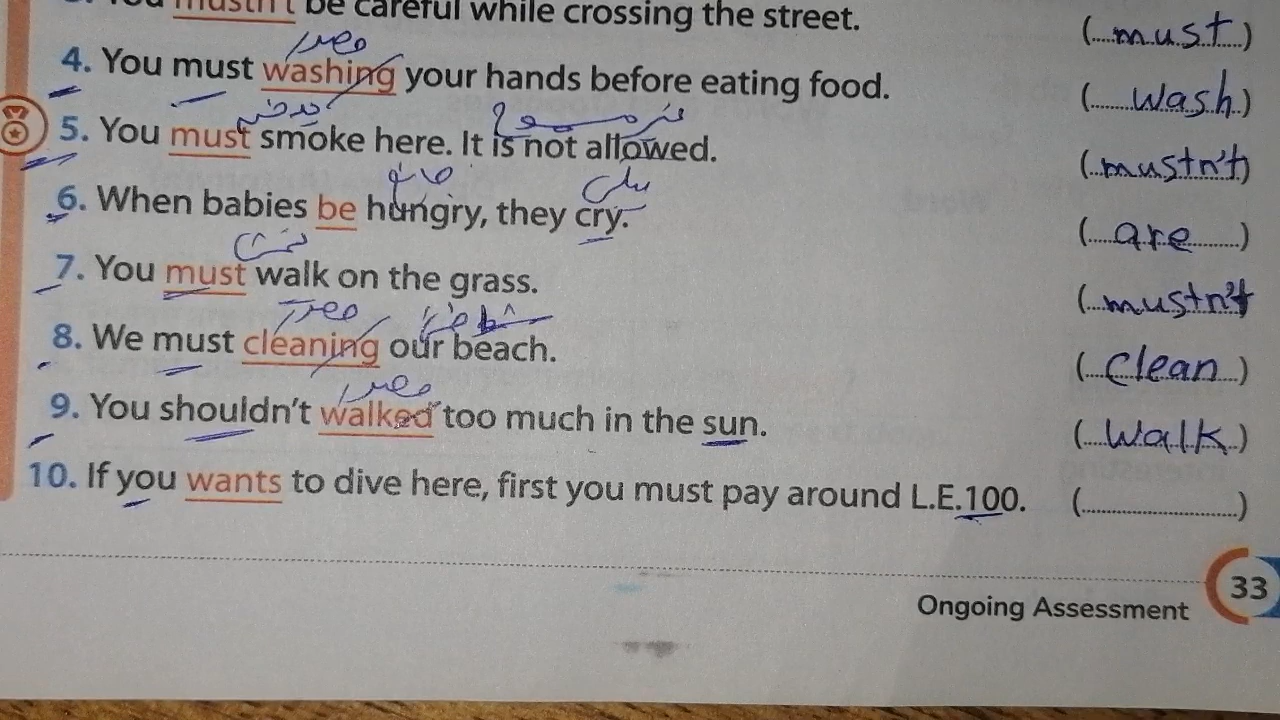 mustn't be careful while crossing the street. (must)
مصدر
4. You must washing your hands before eating food. (wash)
5. You must smoke here. It is not allowed. (mustn't)
6. When babies be hungry, they cry. (are)
7. You must walk on the grass. (mustn't)
مصدر
8. We must cleaning our beach. (clean)
مصدر
9. You shouldn't walked too much in the sun. (walk)
10. If you wants to dive here, first you must pay around L.E.100. (..............................)
Ongoing Assessment 33